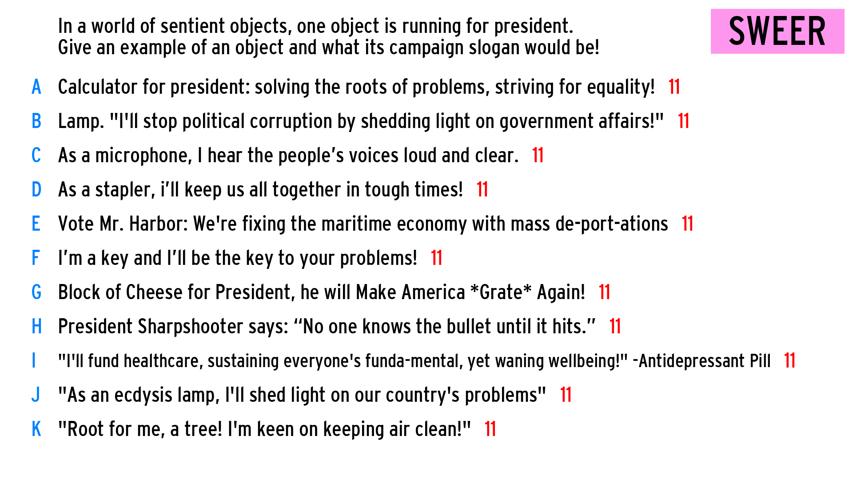 In a world of sentient objects, one object is running for president.
Give an example of an object and what its campaign slogan would be!
SWEER
A Calculator for president: solving the roots of problems, striving for equality! 11
B Lamp. "I'll stop political corruption by shedding light on government affairs!" 11
C As a microphone, I hear the people’s voices loud and clear. 11
D As a stapler, i’ll keep us all together in tough times! 11
E Vote Mr. Harbor: We're fixing the maritime economy with mass de-port-ations 11
F I’m a key and I’ll be the key to your problems! 11
G Block of Cheese for President, he will Make America *Grate* Again! 11
H President Sharpshooter says: “No one knows the bullet until it hits.” 11
I "I'll fund healthcare, sustaining everyone's funda-mental, yet waning wellbeing!" -Antidepressant Pill 11
J "As an ecdysis lamp, I'll shed light on our country's problems" 11
K "Root for me, a tree! I'm keen on keeping air clean!" 11